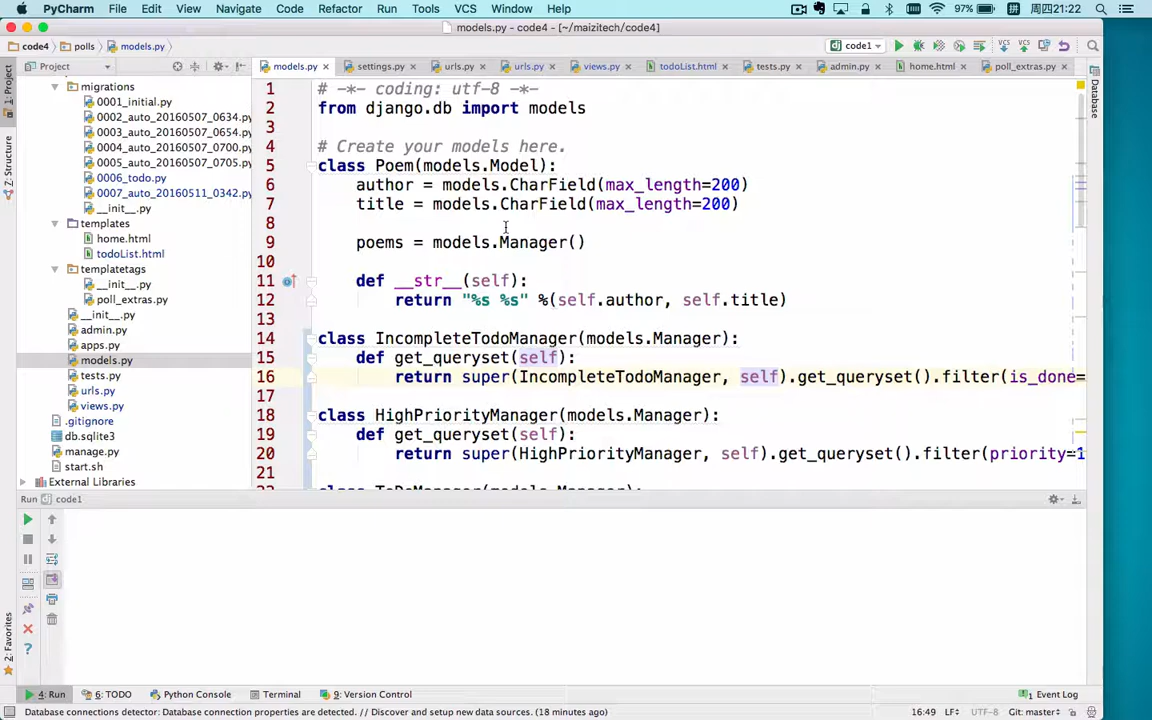 PyCharm File Edit View Navigate Code Refactor Run Tools VCS Window Help 97% 拼 周四21:22
models.py - code4 - [~/maizitech/code4]
code4 polls models.py code1
Project models.py settings.py urls.py urls.py views.py todoList.html tests.py admin.py home.html poll_extras.py
1: Project
Structure
Favorites
Database
migrations
0001_initial.py
0002_auto_20160507_0634.py
0003_auto_20160507_0654.py
0004_auto_20160507_0700.py
0005_auto_20160507_0705.py
0006_todo.py
0007_auto_20160511_0342.py
__init__.py
templates
home.html
todoList.html
templatetags
__init__.py
poll_extras.py
__init__.py
admin.py
apps.py
models.py
tests.py
urls.py
views.py
.gitignore
db.sqlite3
manage.py
start.sh
External Libraries
1 # -*- coding: utf-8 -*-
2 from django.db import models
3
4 # Create your models here.
5 class Poem(models.Model):
6 author = models.CharField(max_length=200)
7 title = models.CharField(max_length=200)
8
9 poems = models.Manager()
10
11 def __str__(self):
12 return "%s %s" %(self.author, self.title)
13
14 class IncompleteTodoManager(models.Manager):
15 def get_queryset(self):
16 return super(IncompleteTodoManager, self).get_queryset().filter(is_done=
17
18 class HighPriorityManager(models.Manager):
19 def get_queryset(self):
20 return super(HighPriorityManager, self).get_queryset().filter(priority=1
21
Run code1
4: Run 6: TODO Python Console Terminal 9: Version Control 1 Event Log
Database connections detector: Database connection properties are detected. // Discover and setup new data sources. (18 minutes ago) 16:49 LF÷ UTF-8 Git: master÷